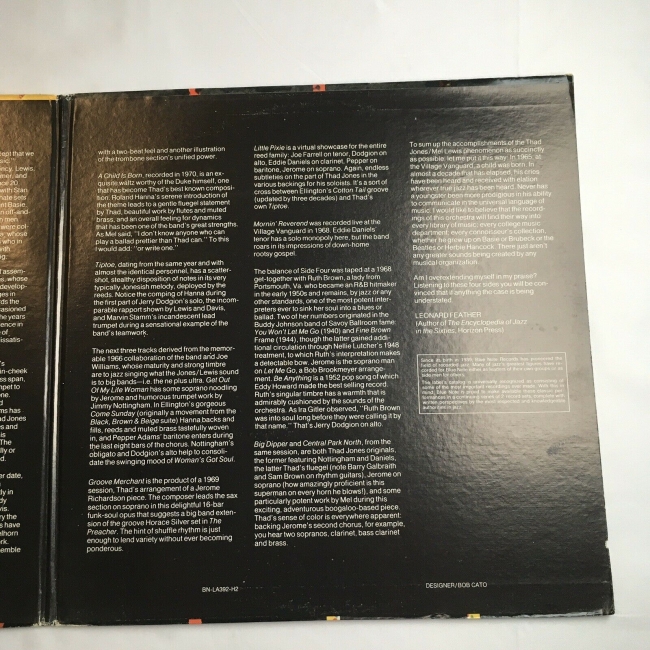 cept that we
ency, Lewis,
with a two-beat feel and another illustration
of the trombone section's unified power.
A Child Is Born, recorded in 1970, is an ex-
quisite waltz worthy of the Duke himself, one
that has become Thad's best known composi-
tion. Roland Hanna's serene introduction of
the theme leads to a gentle fluegel statement
by Thad, beautiful work by flutes and muted
brass, and an overall feeling for dynamics
that has been one of the band's great strengths.
As Mel said, "I don't know anyone who can
play a ballad prettier than Thad can." To this
I would add: "or write one."
Tiptoe, dating from the same year and with
almost the identical personnel, has a scatter-
shot, stealthy disposition of notes in its very
typically Jonesish melody, deployed by the
reeds. Notice the comping of Hanna during
the first part of Jerry Dodgion's solo, the incom-
parable rapport shown by Lewis and Davis,
and Marvin Stamm's incandescent lead
trumpet during a sensational example of the
band's teamwork.
The next three tracks derived from the memor-
able 1966 collaboration of the band and Joe
Williams, whose maturity and strong timbre
are to jazz singing what the Jones/Lewis sound
is to big bands—i.e. the ne plus ultra. Get Out
Of My Life Woman has some soprano noodling
by Jerome and humorous trumpet work by
Jimmy Nottingham. In Ellington's gorgeous
Come Sunday (originally a movement from the
Black, Brown & Beige suite) Hanna backs and
fills, reeds and muted brass tastefully woven
in, and Pepper Adams' baritone enters during
the last eight bars of the chorus. Nottingham's
obligato and Dodgion's alto help to consoli-
date the swinging mood of Woman's Got Soul.
Groove Merchant is the product of a 1969
session, Thad's arrangement of a Jerome
Richardson piece. The composer leads the sax
section on soprano in this delightful 16-bar
funk-soul opus that suggests a big band exten-
sion of the groove Horace Silver set in The
Preacher. The hint of shuffle rhythm is just
enough to lend variety without ever becoming
ponderous.
Little Pixie is a virtual showcase for the entire
reed family: Joe Farrell on tenor, Dodgion on
alto, Eddie Daniels on clarinet, Pepper on
baritone, Jerome on soprano. Again, endless
subtleties on the part of Thad Jones in the
various backings for his soloists. It's a sort of
cross between Ellington's Cotton Tail groove
(updated by three decades) and Thad's
own Tiptoe.
Mornin' Reverend was recorded live at the
Village Vanguard in 1968. Eddie Daniels'
tenor has a solo monopoly here, but the band
roars in its impressions of down-home
rootsy gospel.
The balance of Side Four was taped at a 1968
get-together with Ruth Brown, a lady from
Portsmouth, Va. who became an R&B hitmaker
in the early 1950s and remains, by jazz or any
other standards, one of the most potent inter-
preters ever to sink her soul into a blues or
ballad. Two of her numbers originated in the
Buddy Johnson band of Savoy Ballroom fame:
You Won't Let Me Go (1940) and Fine Brown
Frame (1944), though the latter gained addi-
tional circulation through Nellie Lutcher's 1948
treatment, to which Ruth's interpretation makes
a delectable bow. Jerome is the soprano man
on Let Me Go, a Bob Brookmeyer arrange-
ment. Be Anything is a 1952 pop song of which
Eddy Howard made the best selling record.
Ruth's singular timbre has a warmth that is
admirably cushioned by the sounds of the
orchestra. As Ira Gitler observed, "Ruth Brown
was into soul long before they were calling it by
that name." That's Jerry Dodgion on alto.
Big Dipper and Central Park North, from the
same session, are both Thad Jones originals,
the former featuring Nottingham and Daniels,
the latter Thad's fluegel (note Barry Galbraith
and Sam Brown on rhythm guitars), Jerome on
soprano (how amazingly proficient is this
superman on every horn he blows!), and some
particularly potent work by Mel during this
exciting, adventurous boogaloo-based piece.
Thad's sense of color is everywhere apparent:
backing Jerome's second chorus, for example,
you hear two sopranos, clarinet, bass clarinet
and brass.
To sum up the accomplishments of the Thad
Jones/Mel Lewis phenomenon as succinctly
as possible, let me put it this way: In 1965, at
the Village Vanguard, a child was born. In
almost a decade that has elapsed, his cries
have been heard and received with elation
wherever true jazz has been heard. Never has
a youngster been more prestigious in his ability
to communicate in the universal language of
music. I would like to believe that the record-
ings of this orchestra will find their way into
every library of music, every college music
department, every connoisseur's collection,
whether he grew up on Basie or Brubeck or the
Beatles or Herbie Hancock. There just aren't
any greater sounds being created by any
musical organization.
Am I overextending myself in my praise?
Listening to these four sides you will be con-
vinced that if anything the case is being
understated.
LEONARD FEATHER
(Author of The Encyclopedia of Jazz
in the Sixties, Horizon Press)
BN-LA392-H2
DESIGNER/BOB CATO